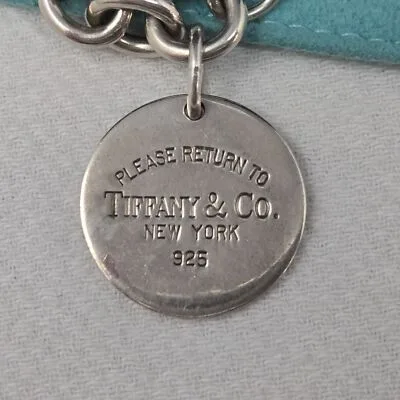 PLEASE RETURN TO
TIFFANY & CO.
NEW YORK
925